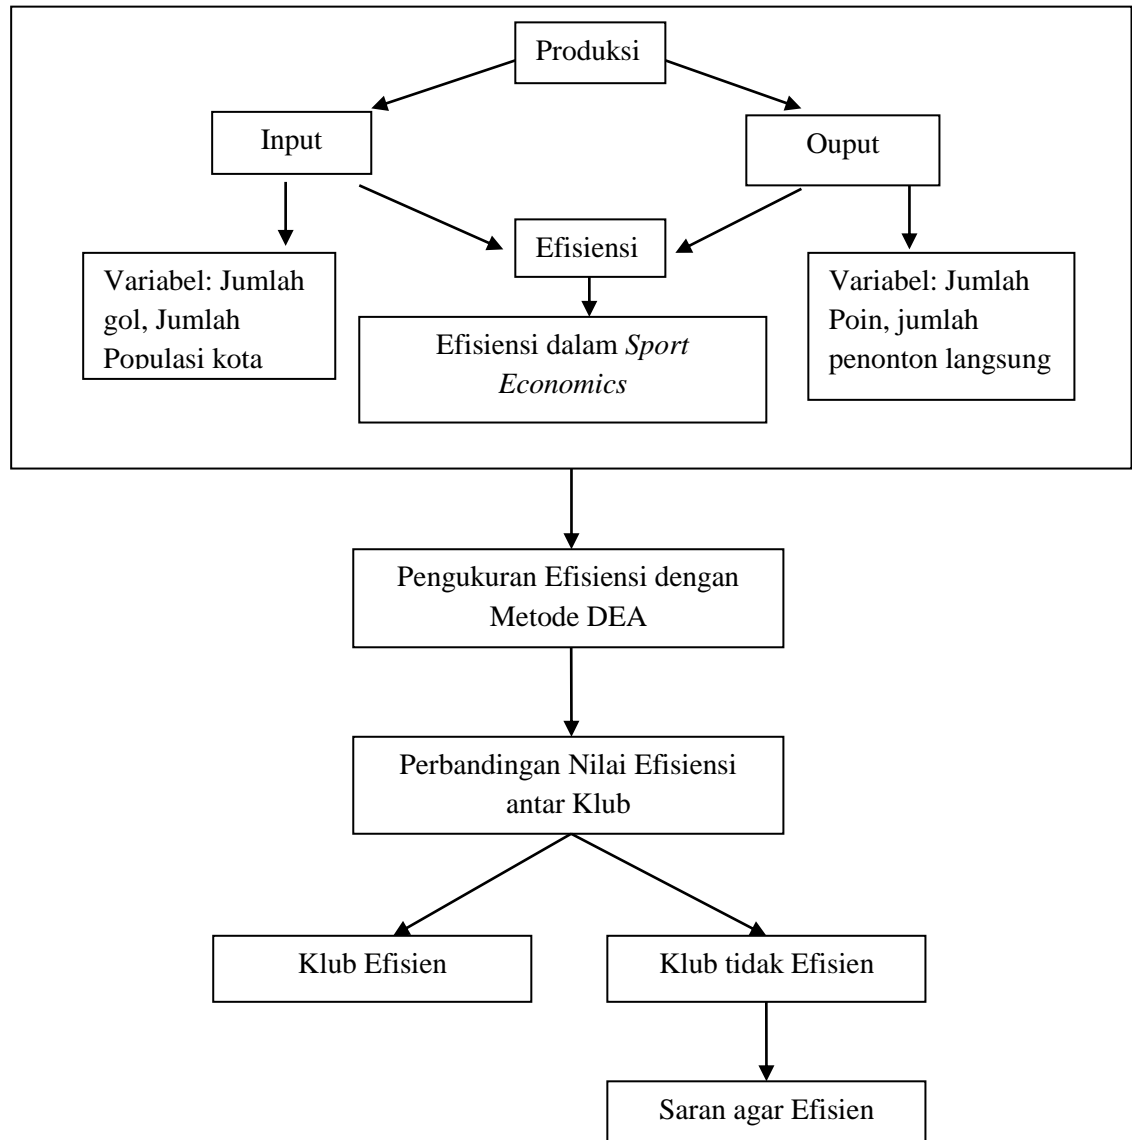 Produksi
Input
Ouput
Efisiensi
Variabel: Jumlah
gol, Jumlah
Populasi kota
Efisiensi dalam Sport
Economics
Variabel: Jumlah
Poin, jumlah
penonton langsung
Pengukuran Efisiensi dengan
Metode DEA
Perbandingan Nilai Efisiensi
antar Klub
Klub Efisien
Klub tidak Efisien
Saran agar Efisien